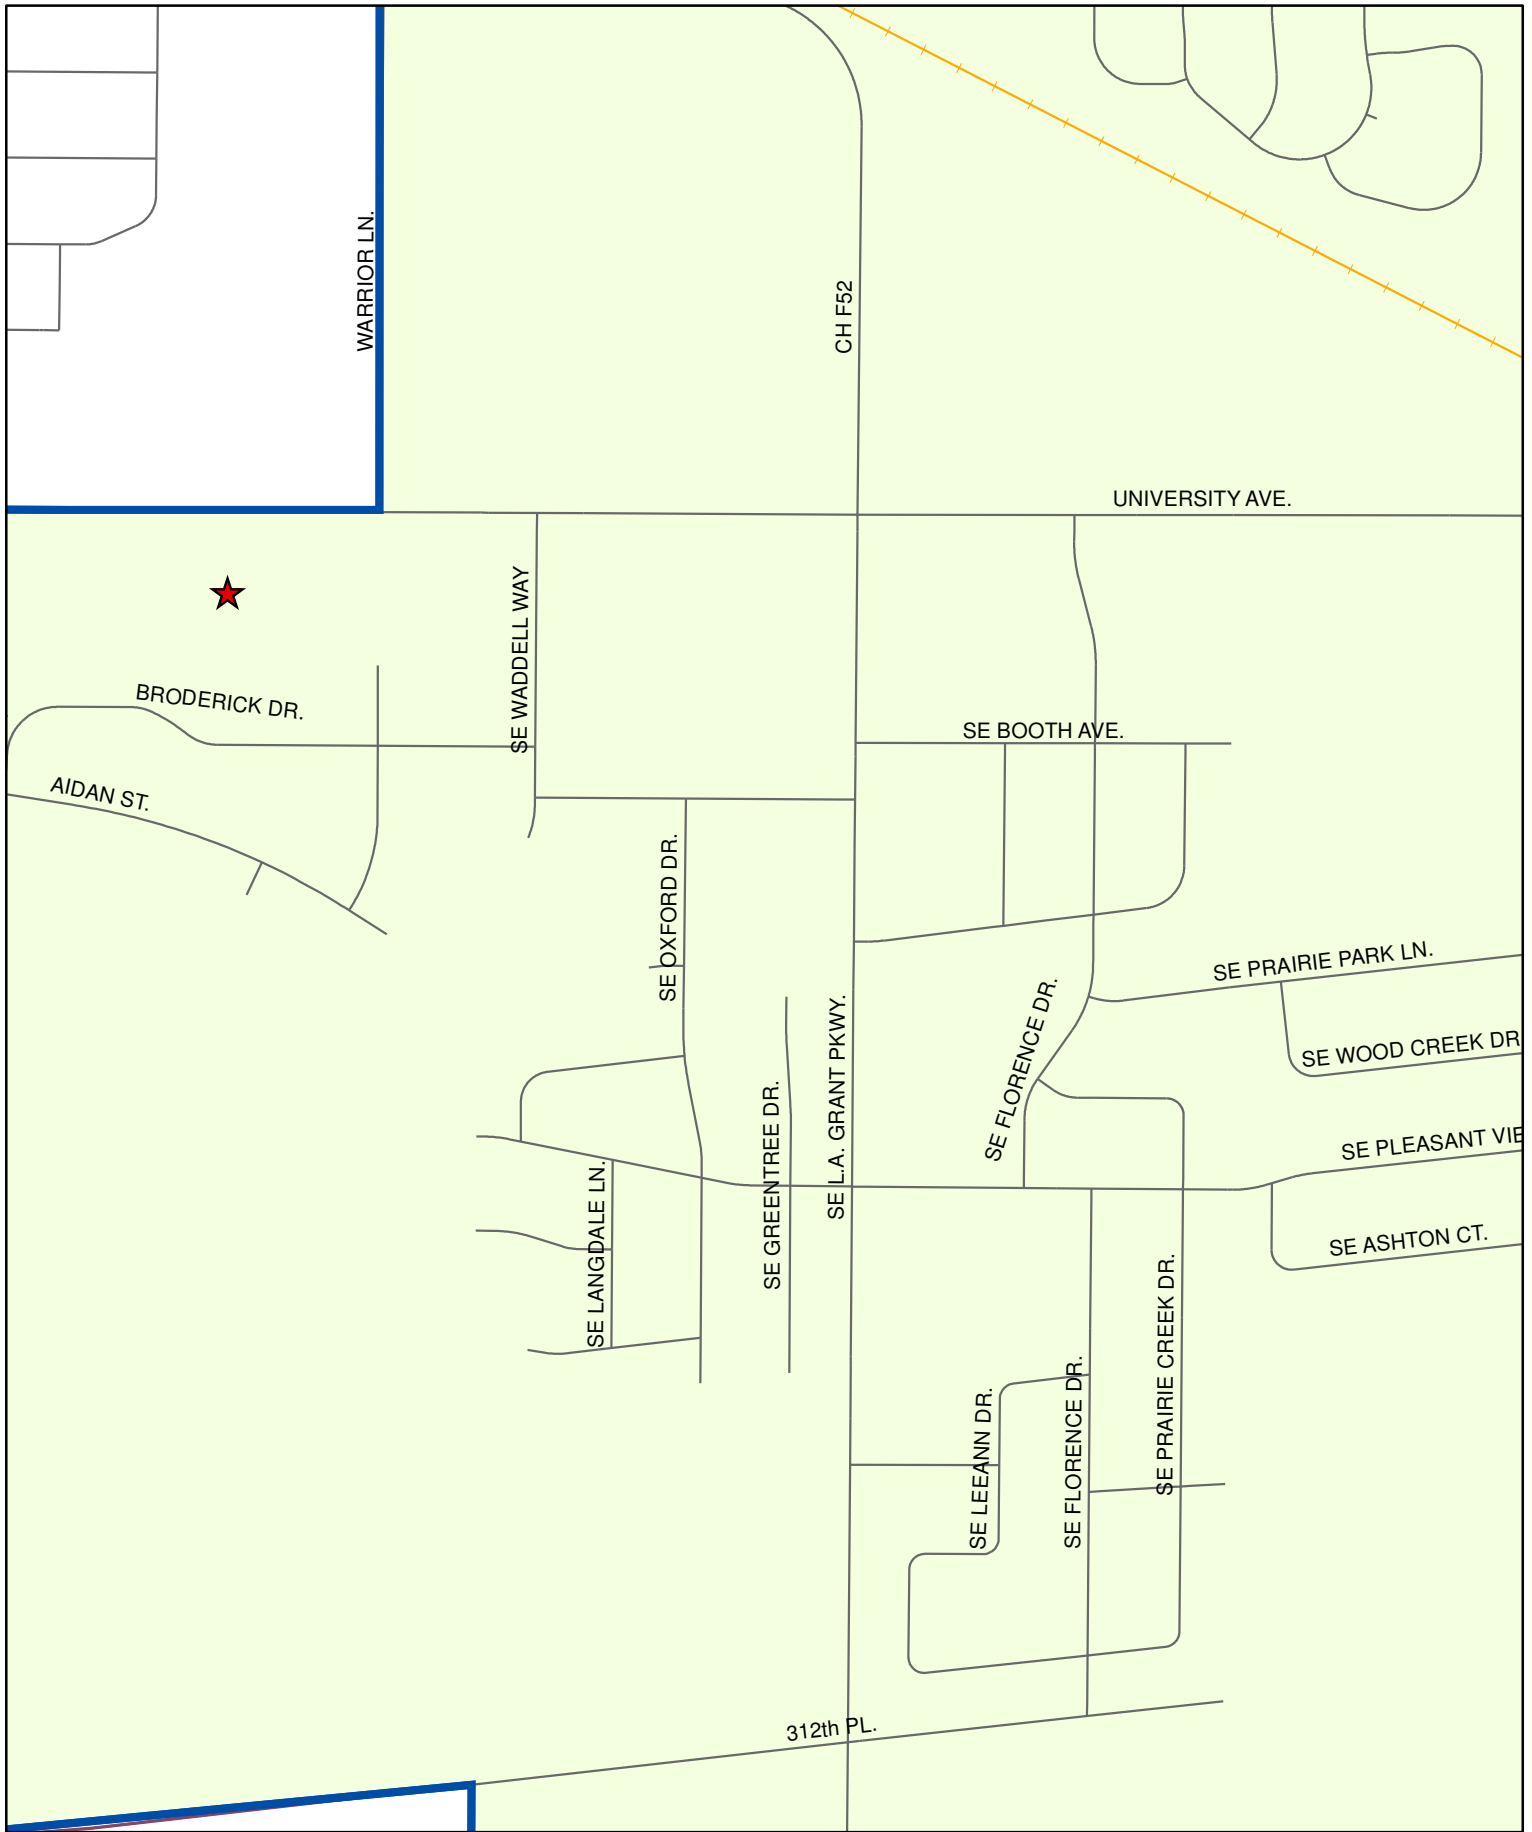 WARRIOR LN.
CH F52
UNIVERSITY AVE.
SE WADDELL WAY
BRODERICK DR.
SE BOOTH AVE.
AIDAN ST.
SE OXFORD DR.
SE PRAIRIE PARK LN.
SE FLORENCE DR.
SE L.A. GRANT PKWY.
SE WOOD CREEK DR
SE GREENTREE DR.
SE PLEASANT VIE
SE LANGDALE LN.
SE ASHTON CT.
SE PRAIRIE CREEK DR.
SE FLORENCE DR.
SE LEEANN DR.
312th PL.